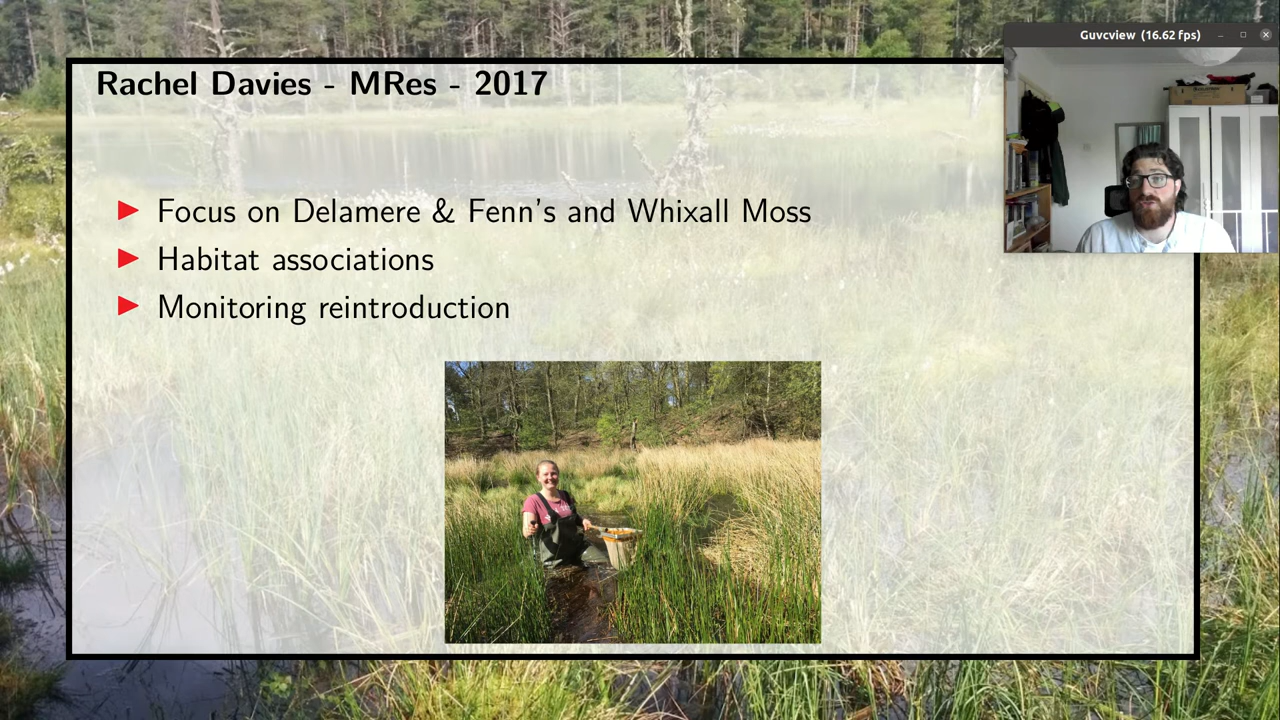 Guvcview (16.62 fps)
Rachel Davies - MRes - 2017
Focus on Delamere & Fenn's and Whixall Moss
Habitat associations
Monitoring reintroduction